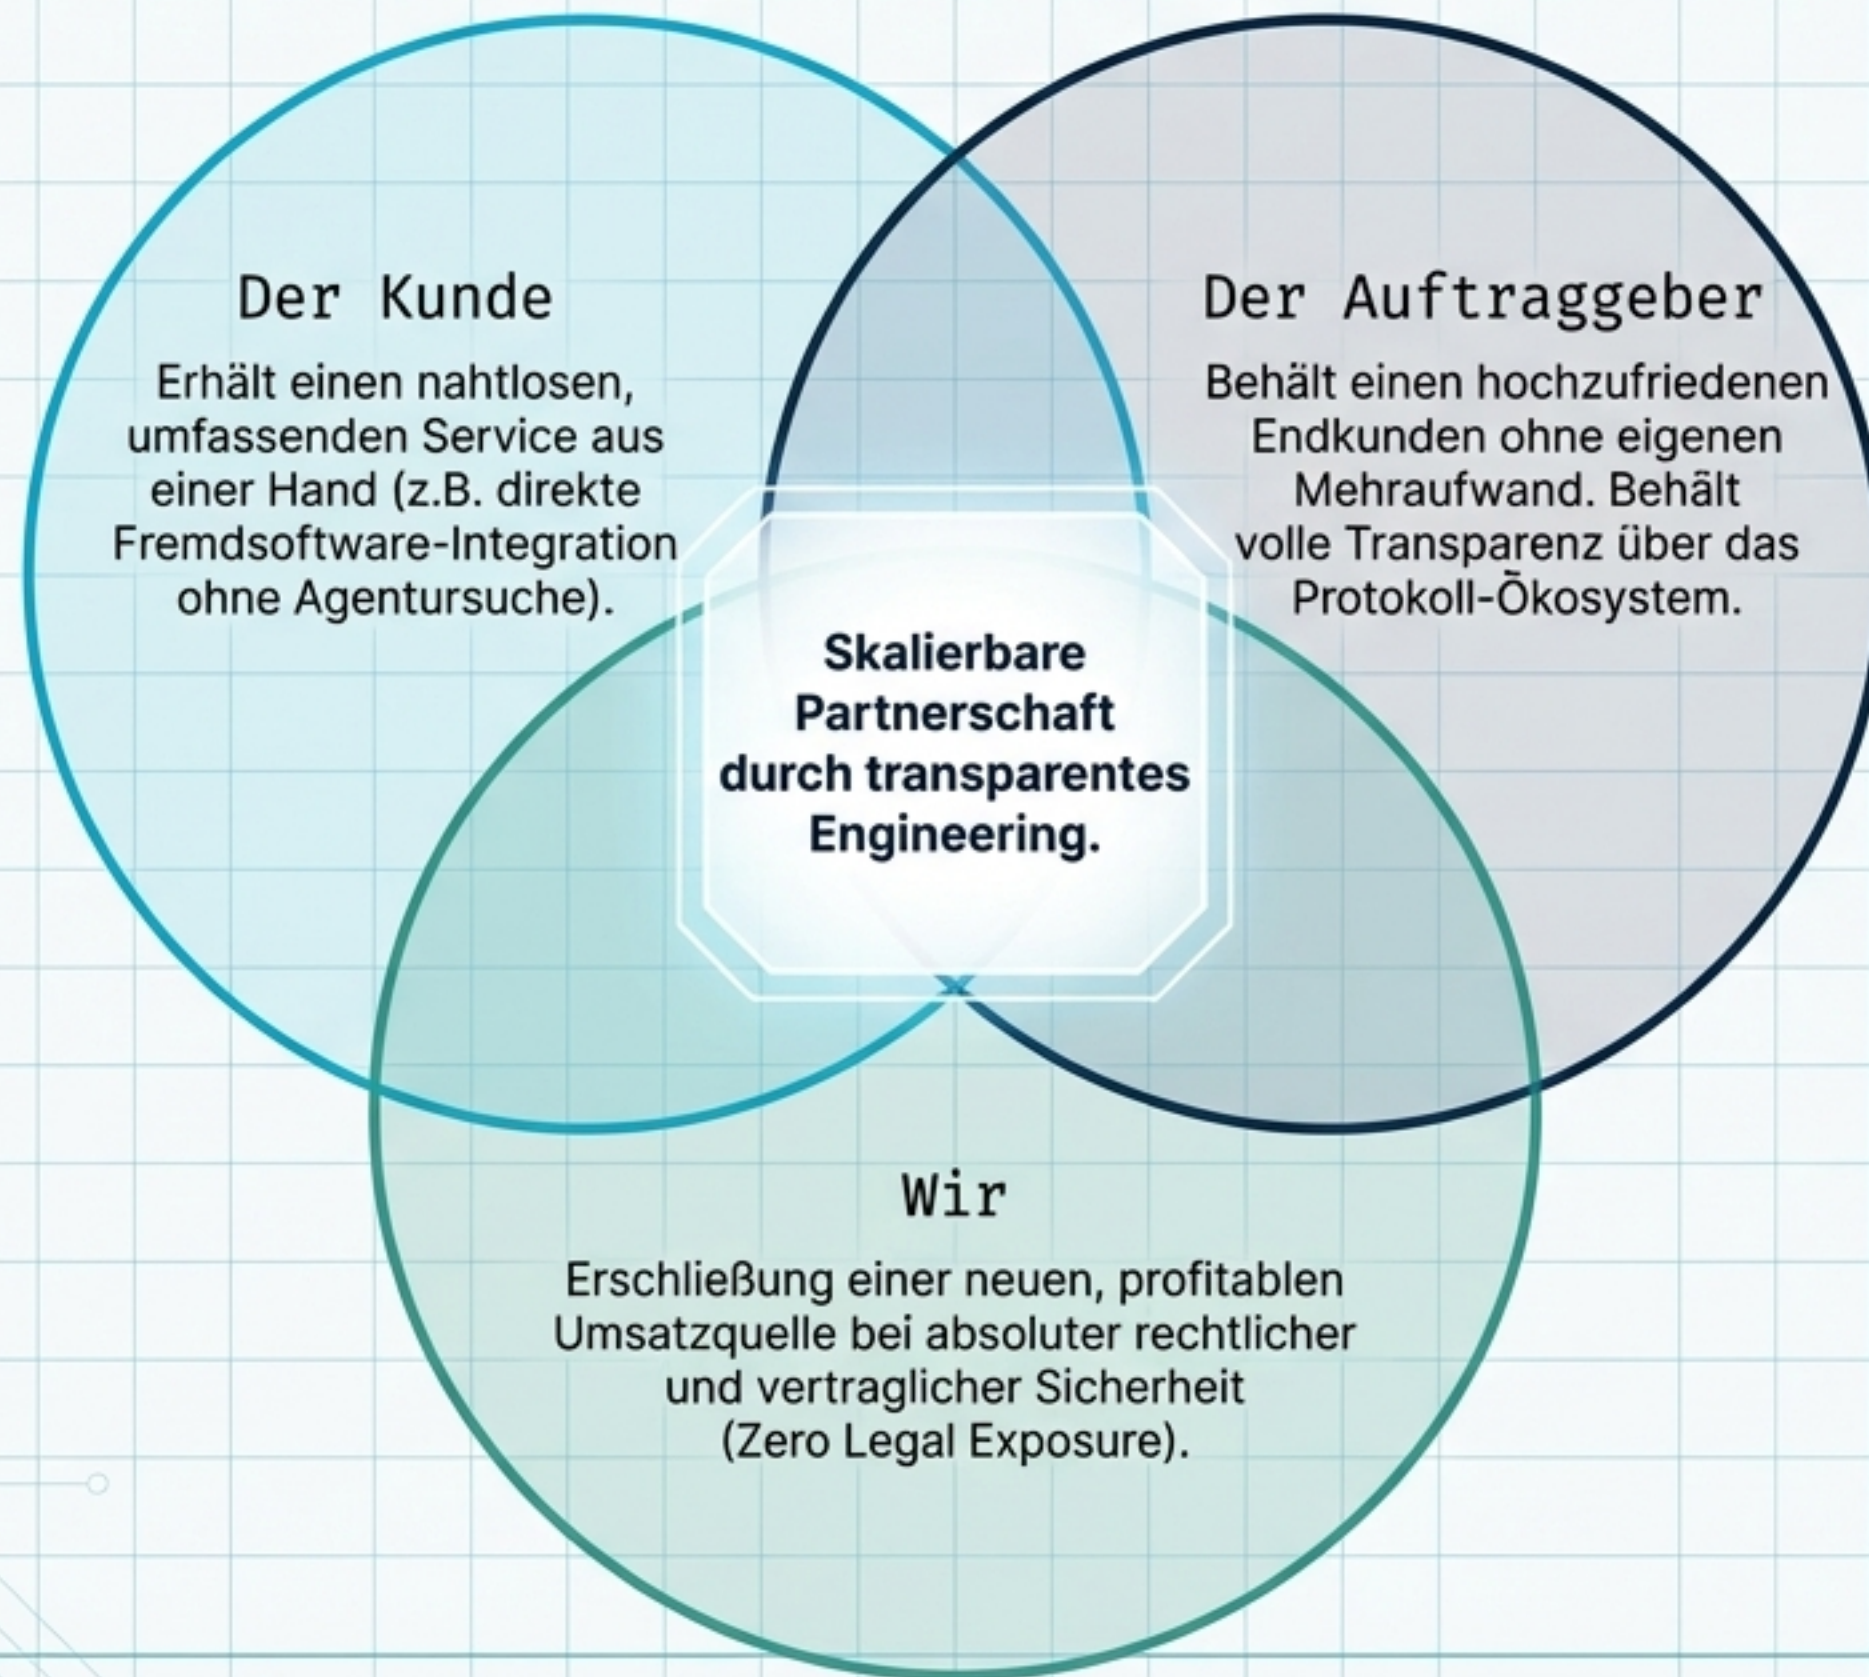 Der Kunde
Erhält einen nahtlosen,
umfassenden Service aus
einer Hand (z.B. direkte
Fremdsoftware-Integration
ohne Agentursuche).
Der Auftraggeber
Behält einen hochzufriedenen
Endkunden ohne eigenen
Mehraufwand. Behält
volle Transparenz über das
Protokoll-Õkosystem.
Skalierbare
Partnerschaft
durch transparentes
Engineering.
Wir
Erschließung einer neuen, profitablen
Umsatzquelle bei absoluter rechtlicher
und vertraglicher Sicherheit
(Zero Legal Exposure).